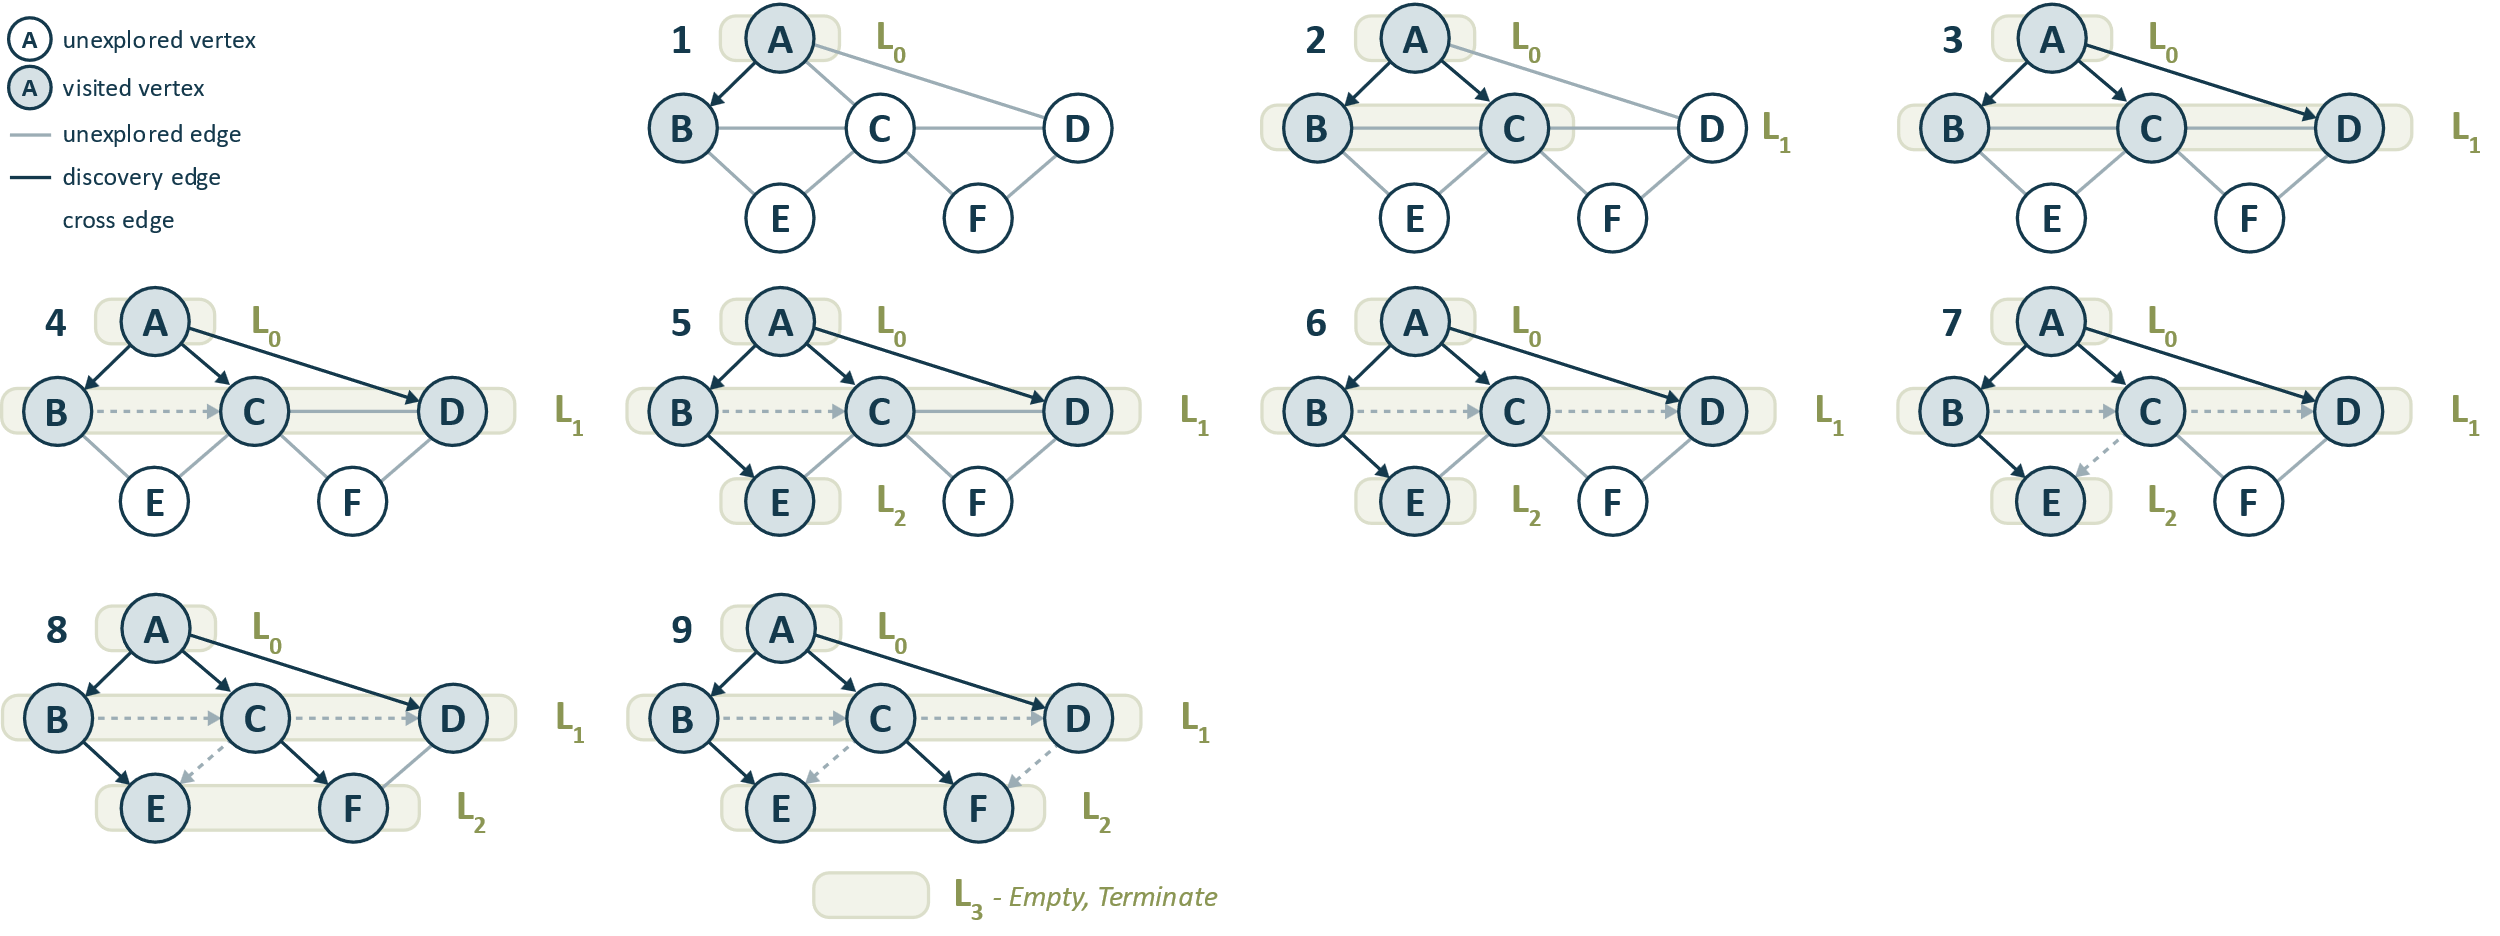 A unexplored vertex
A visited vertex
unexplored edge
discovery edge
cross edge
1 A L0
B C D
E F
2 A L0
B C D L1
E F
3 A L0
B C D L1
E F
4 A L0
B C D L1
E F
5 A L0
B C D L1
E L2 F
6 A L0
B C D L1
E L2 F
7 A L0
B C D L1
E L2 F
8 A L0
B C D L1
E F L2
9 A L0
B C D L1
E F L2
L3 - Empty, Terminate